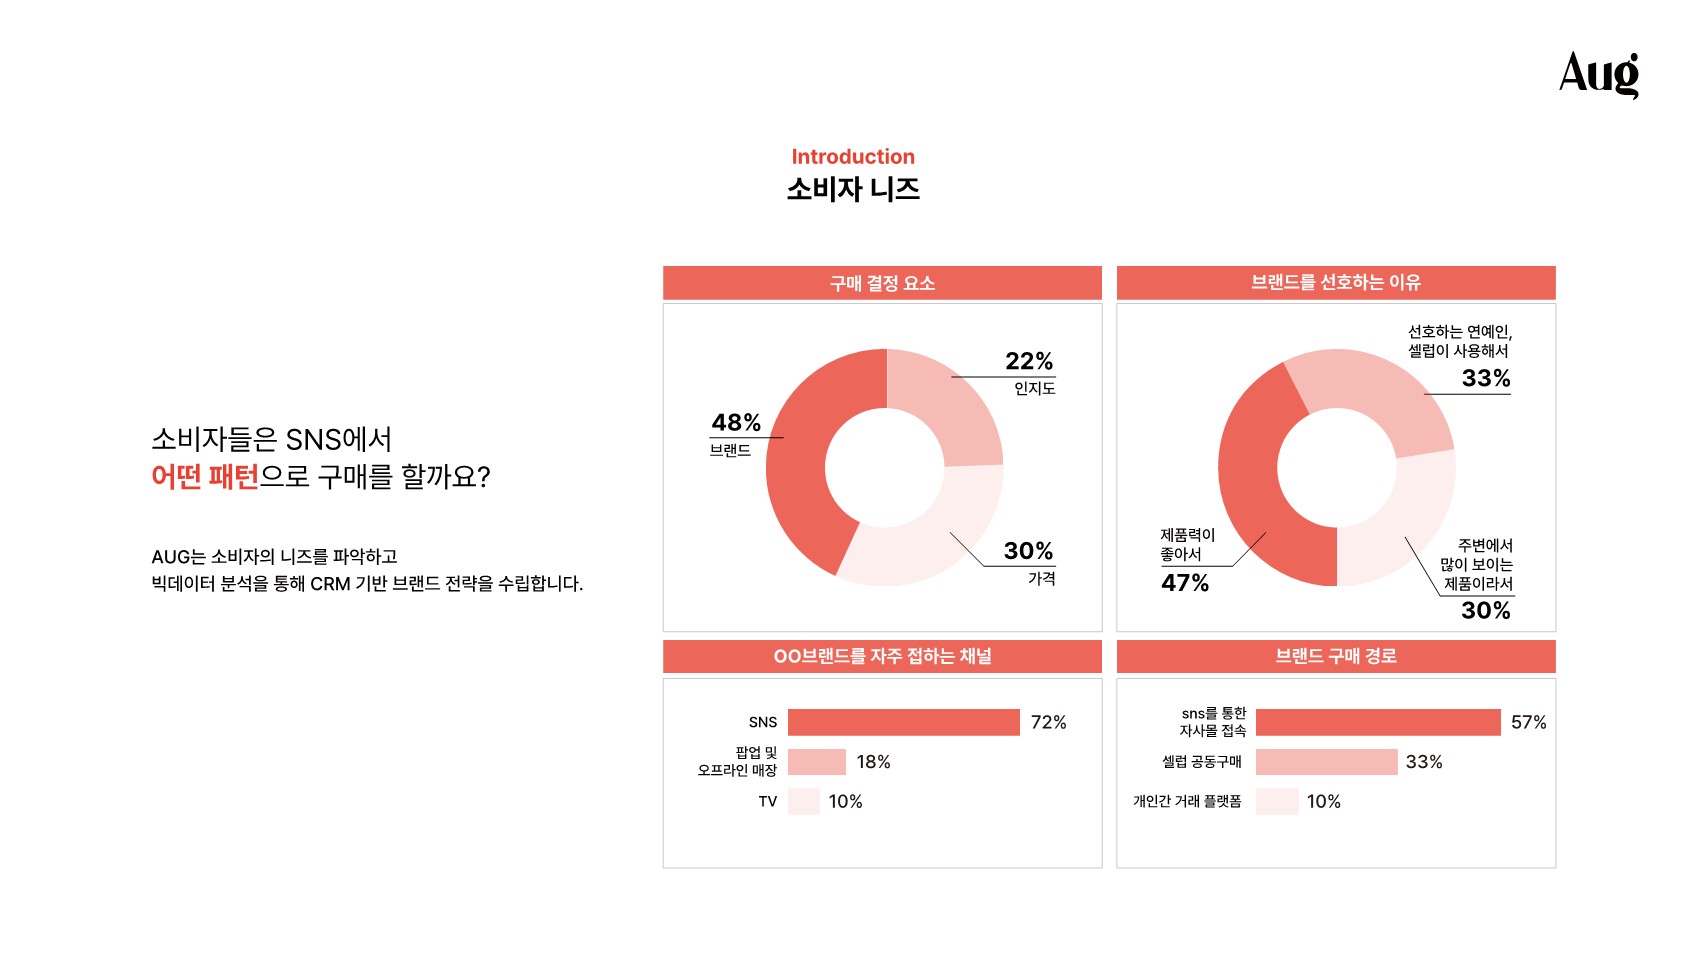 Aug
Introduction
소비자 니즈
소비자들은 SNS에서
어떤 패턴으로 구매를 할까요?
AUG는 소비자의 니즈를 파악하고
빅데이터 분석을 통해 CRM 기반 브랜드 전략을 수립합니다.
구매 결정 요소
22%
인지도
48%
브랜드
30%
가격
브랜드를 선호하는 이유
선호하는 연예인,
셀럽이 사용해서
33%
제품력이
좋아서
47%
주변에서
많이 보이는
제품이라서
30%
OO브랜드를 자주 접하는 채널
SNS 72%
팝업 및
오프라인 매장
18%
TV 10%
브랜드 구매 경로
sns를 통한
자사몰 접속
57%
셀럽 공동구매 33%
개인간 거래 플랫폼 10%